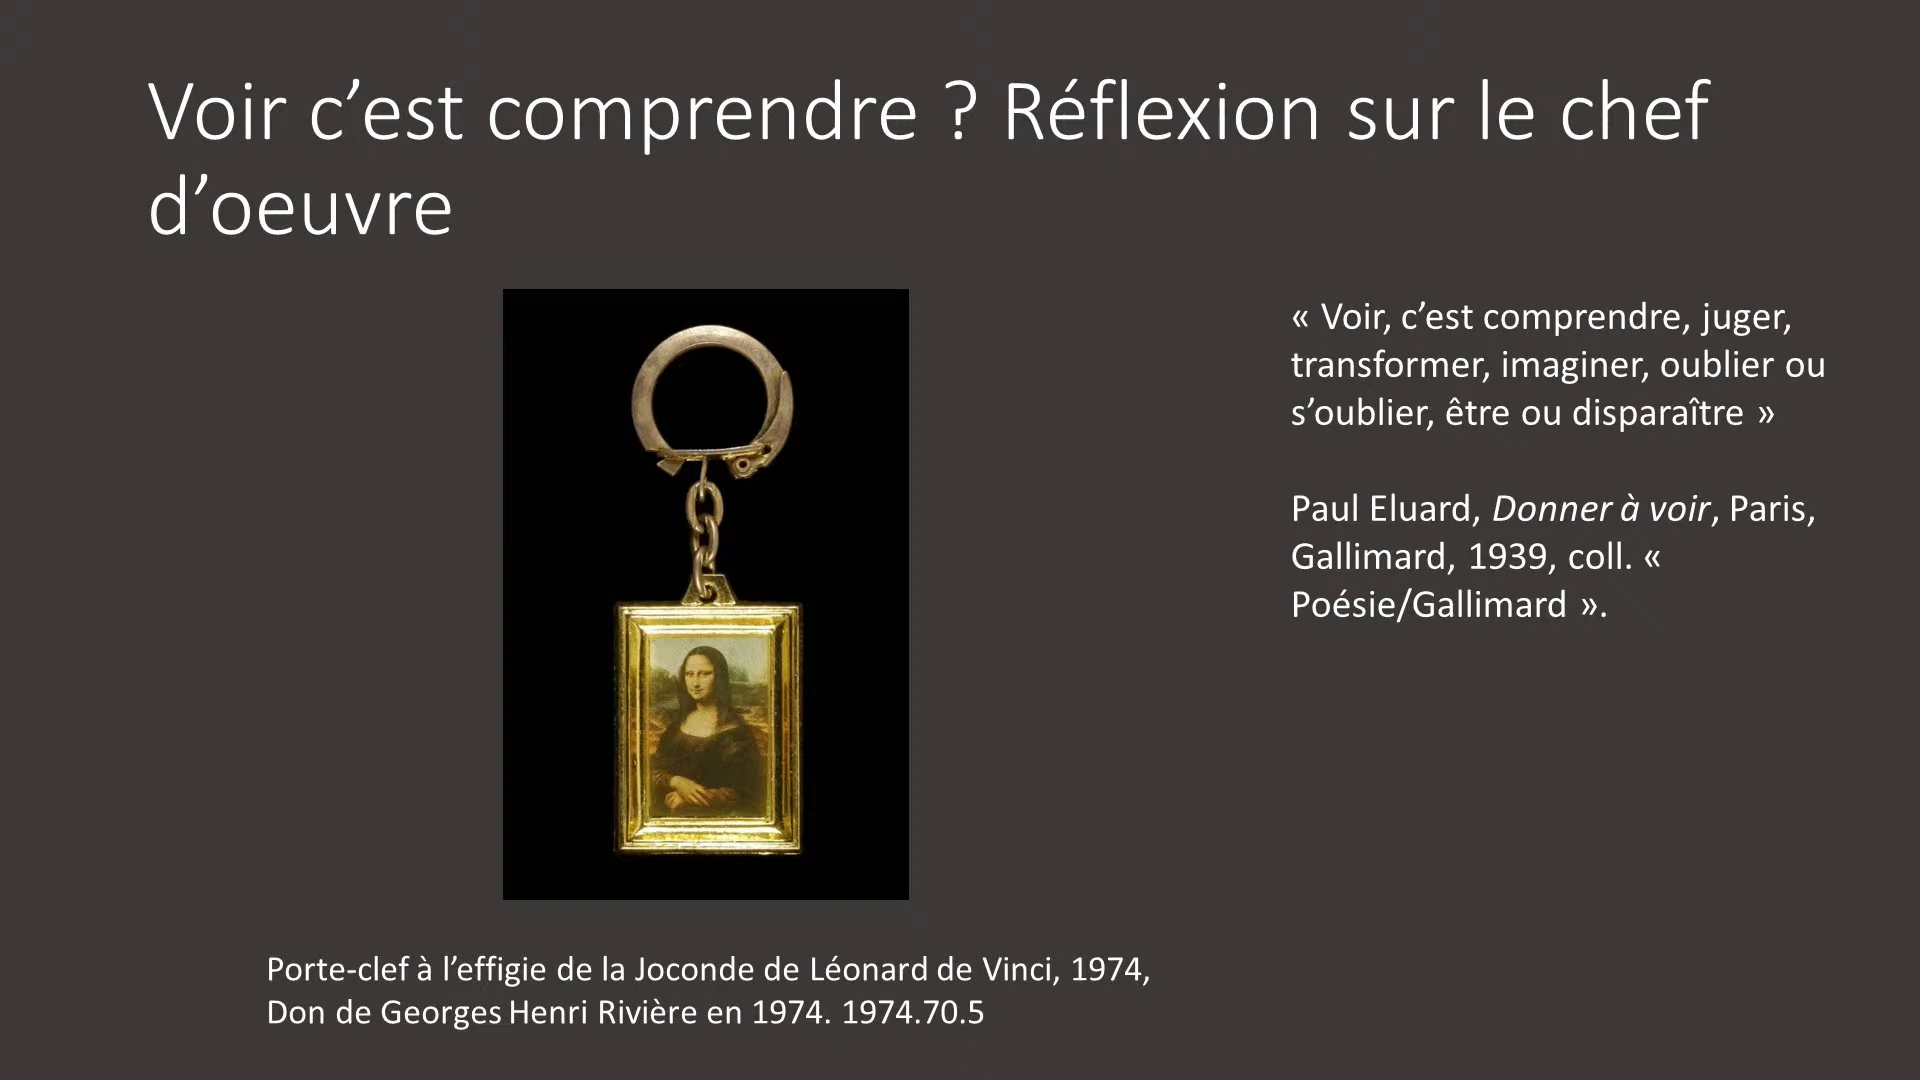 Voir c’est comprendre ? Réflexion sur le chef
d’oeuvre
« Voir, c’est comprendre, juger,
transformer, imaginer, oublier ou
s’oublier, être ou disparaître »
Paul Eluard, Donner à voir, Paris,
Gallimard, 1939, coll. «
Poésie/Gallimard ».
Porte-clef à l’effigie de la Joconde de Léonard de Vinci, 1974,
Don de Georges Henri Rivière en 1974. 1974.70.5